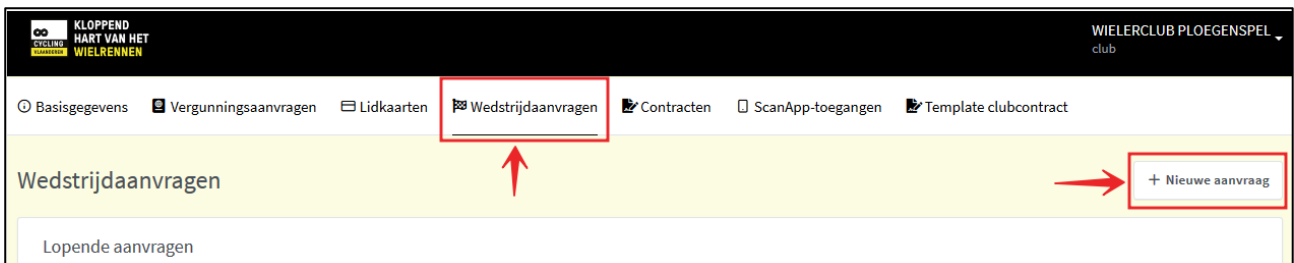 KLOPPEND
HART VAN HET
WIELRENNEN
CYCLING
VLAANDEREN
WIELERCLUB PLOEGENSPEL
club
Basisgegevens Vergunningsaanvragen Lidkaarten Wedstrijdaanvragen Contracten ScanApp-toegangen Template clubcontract
Wedstrijdaanvragen
+ Nieuwe aanvraag
Lopende aanvragen